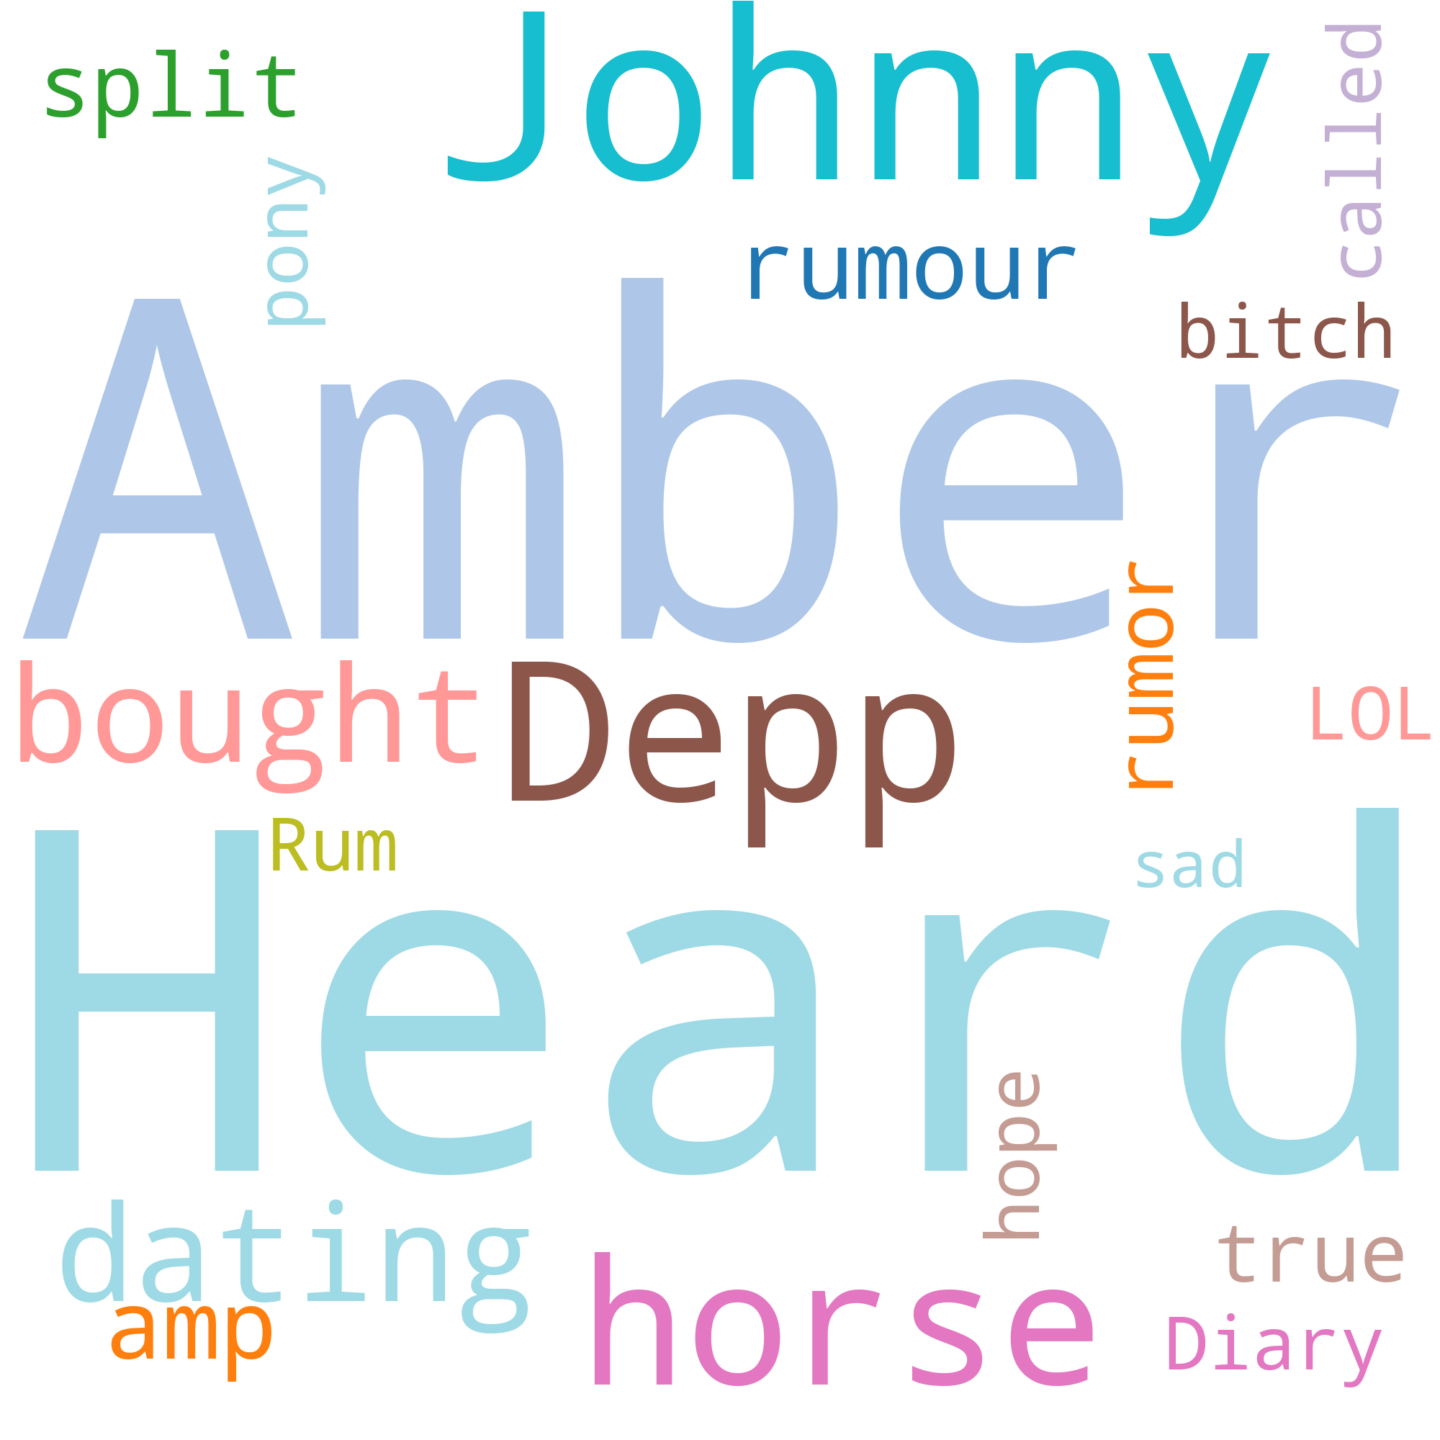 split
Johnny
called
pony
rumour
bitch
Amber
rumor
bought
Depp
LOL
Rum
sad
Heard
hope
dating
horse
true
amp
Diary